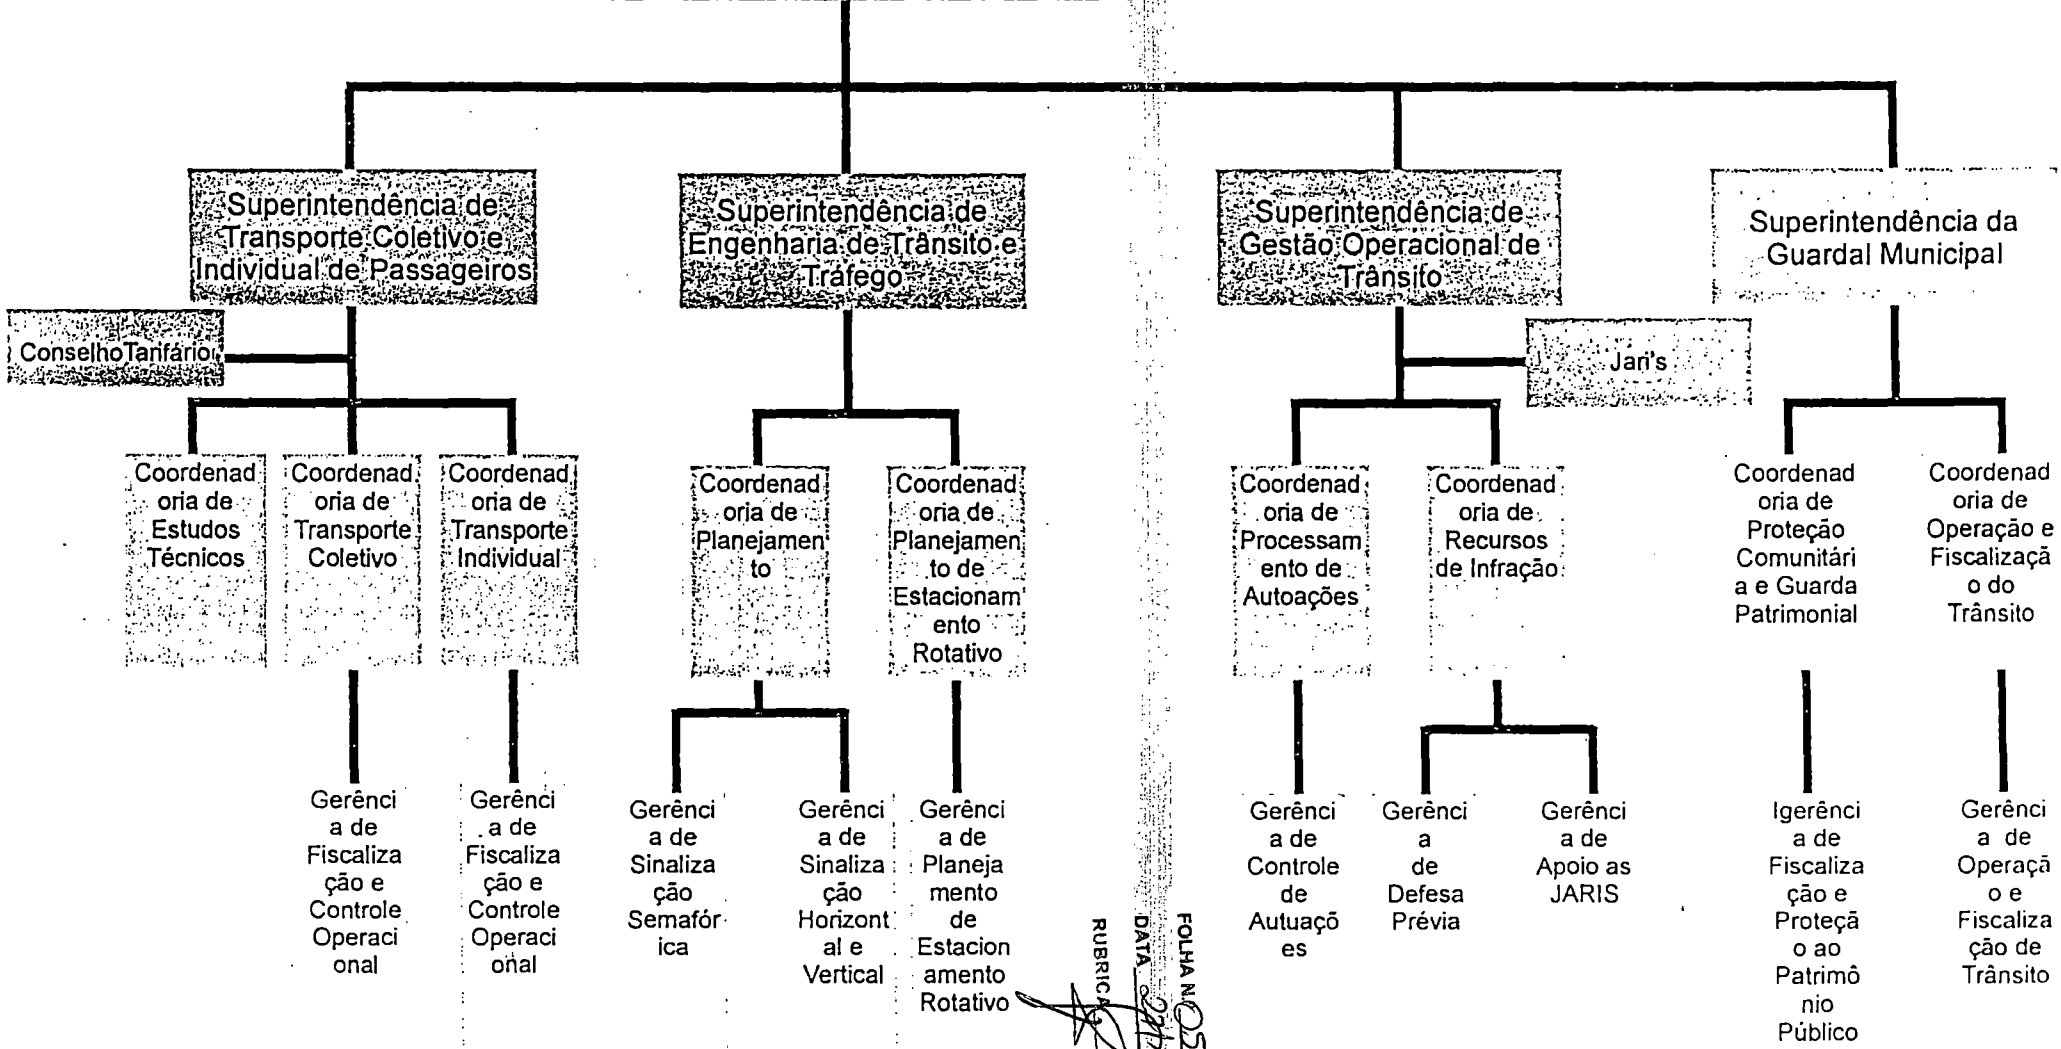 Superintendência de
Transporte Coletivo e
Individual de Passageiros
Superintendência de
Engenharia de Trânsito e
Tráfego
Superintendência de
Gestão Operacional de
Trânsito
Superintendência da
Guardal Municipal
ConselhoTarifário
Jari's
Coordenad
oria de
Estudos
Técnicos
Coordenad
oria de
Transporte
Coletivo
Coordenad
oria de
Transporte
Individual
Coordenad
oria de
Planejamen
to
Coordenad
oria de
Planejamen
to de
Estacionam
ento
Rotativo
Coordenad
oria de
Processam
ento de
Autoações
Coordenad
oria de
Recursos
de Infração
Coordenad
oria de
Proteção
Comunitári
a e Guarda
Patrimonial
Coordenad
oria de
Operação e
Fiscalizaçã
o do
Trânsito
Gerênci
a de
Fiscaliza
ção e
Controle
Operaci
onal
Gerênci
a de
Fiscaliza
ção e
Controle
Operaci
onal
Gerênci
a de
Sinaliza
ção
Semafór
ica
Gerênci
a de
Sinaliza
ção
Horizont
al e
Vertical
Gerênci
a de
Planeja
mento
de
Estacion
amento
Rotativo
Gerênci
a de
Controle
de
Autuaçõ
es
Gerênci
a
de
Defesa
Prévia
Gerênci
a de
Apoio as
JARIS
Igerênci
a de
Fiscaliza
ção e
Proteçã
o ao
Patrimô
nio
Público
Gerênci
a de
Operaçã
o e
Fiscaliza
ção de
Trânsito
FOLHA N. 05
DATA
RUBRICA